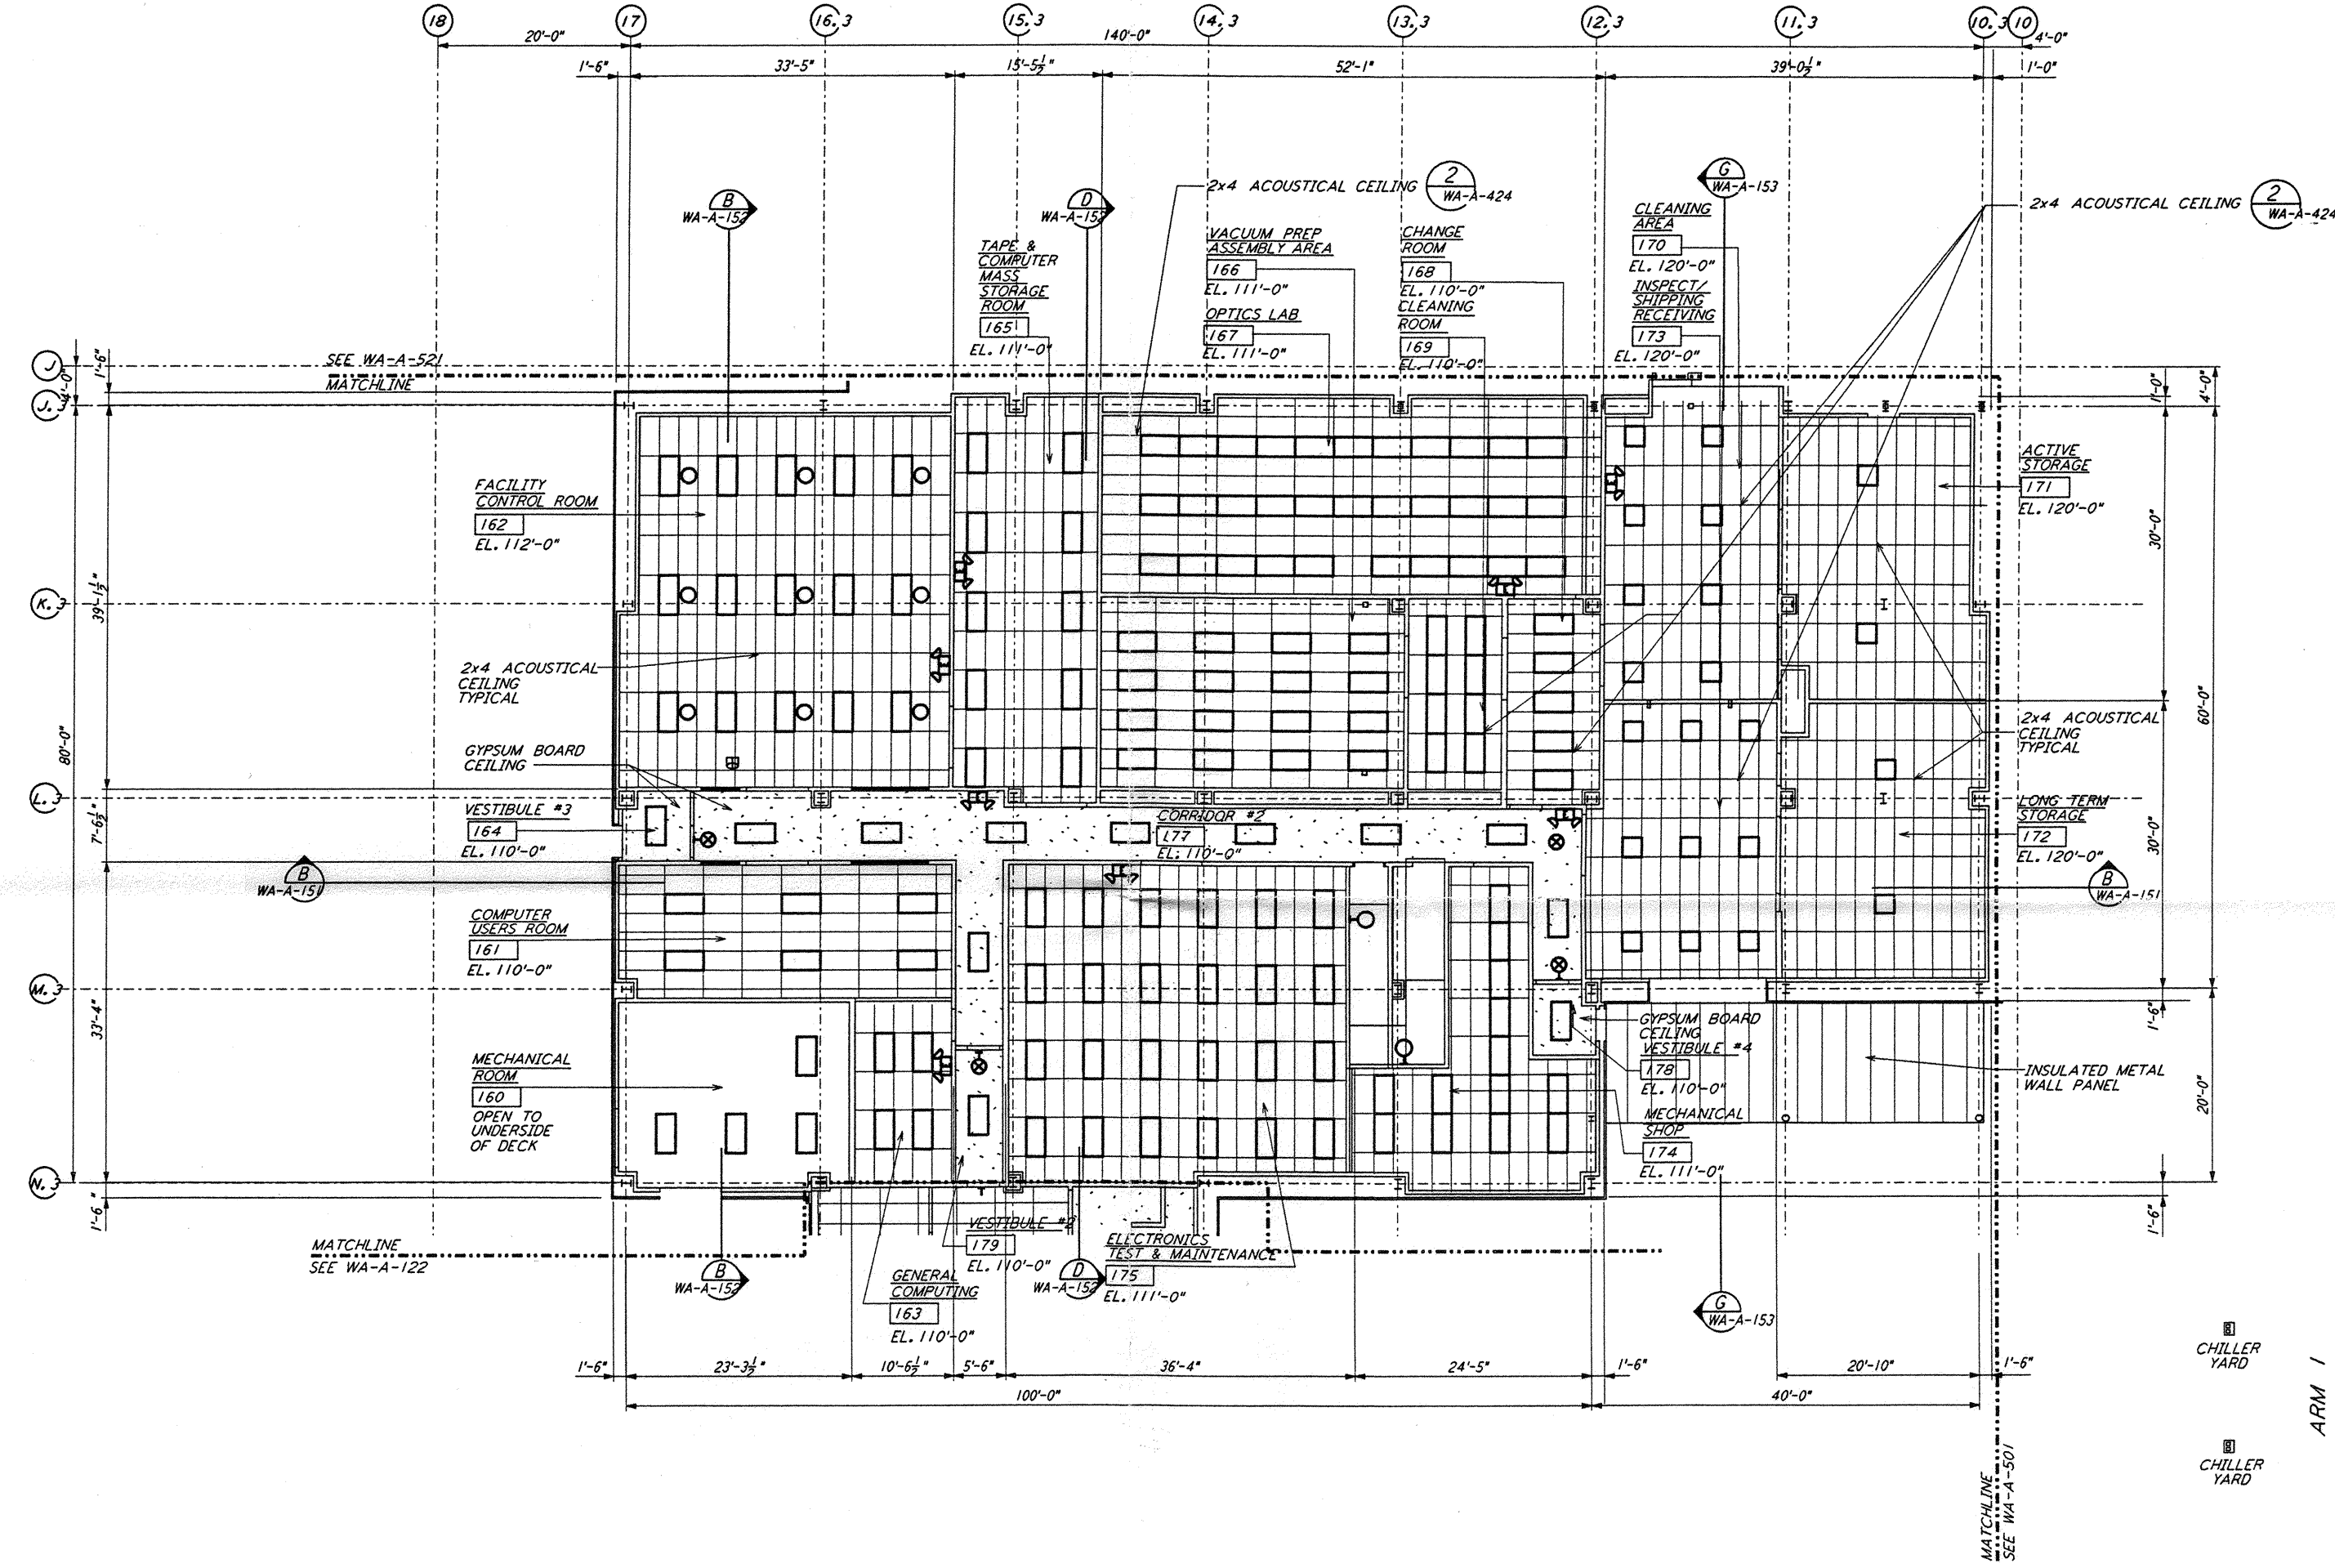 18
17
16.3
15.3
14.3
13.3
12.3
11.3
10.3
10
20'-0"
140'-0"
4'-0"
1'-6"
33'-5"
15'-5½"
52'-1"
39'-0½"
1'-0"
B
WA-A-152
D
WA-A-152
2x4 ACOUSTICAL CEILING
2
WA-A-424
G
WA-A-153
2x4 ACOUSTICAL CEILING
2
WA-A-424
TAPE &
COMPUTER
MASS
STORAGE
ROOM
165
EL. 111'-0"
VACUUM PREP
ASSEMBLY AREA
166
EL. 111'-0"
OPTICS LAB
167
EL. 111'-0"
CHANGE
ROOM
168
EL. 110'-0"
CLEANING
ROOM
169
EL. 110'-0"
CLEANING
AREA
170
EL. 120'-0"
INSPECT/
SHIPPING
RECEIVING
173
EL. 120'-0"
J
J.3
K.3
L.3
M.3
N.3
4'-0"
1'-6"
39'-1½"
80'-0"
7'-6½"
33'-4"
1'-6"
SEE WA-A-521
MATCHLINE
FACILITY
CONTROL ROOM
162
EL. 112'-0"
2x4 ACOUSTICAL
CEILING
TYPICAL
GYPSUM BOARD
CEILING
VESTIBULE #3
164
EL. 110'-0"
B
WA-A-151
COMPUTER
USERS ROOM
161
EL. 110'-0"
MECHANICAL
ROOM
160
OPEN TO
UNDERSIDE
OF DECK
CORRIDOR #2
177
EL. 110'-0"
1'-0"
4'-0"
ACTIVE
STORAGE
171
EL. 120'-0"
30'-0"
60'-0"
2x4 ACOUSTICAL
CEILING
TYPICAL
LONG TERM
STORAGE
172
EL. 120'-0"
30'-0"
B
WA-A-151
GYPSUM BOARD
CEILING
VESTIBULE #4
178
EL. 110'-0"
MECHANICAL
SHOP
174
EL. 111'-0"
1'-6"
INSULATED METAL
WALL PANEL
20'-0"
1'-6"
MATCHLINE
SEE WA-A-122
B
WA-A-152
VESTIBULE #2
179
EL. 110'-0"
GENERAL
COMPUTING
163
EL. 110'-0"
D
WA-A-152
ELECTRONICS
TEST & MAINTENANCE
175
EL. 111'-0"
G
WA-A-153
1'-6"
23'-3½"
10'-6½"
5'-6"
36'-4"
24'-5"
1'-6"
20'-10"
1'-6"
100'-0"
40'-0"
MATCHLINE
SEE WA-A-501
CHILLER
YARD
CHILLER
YARD
ARM 1